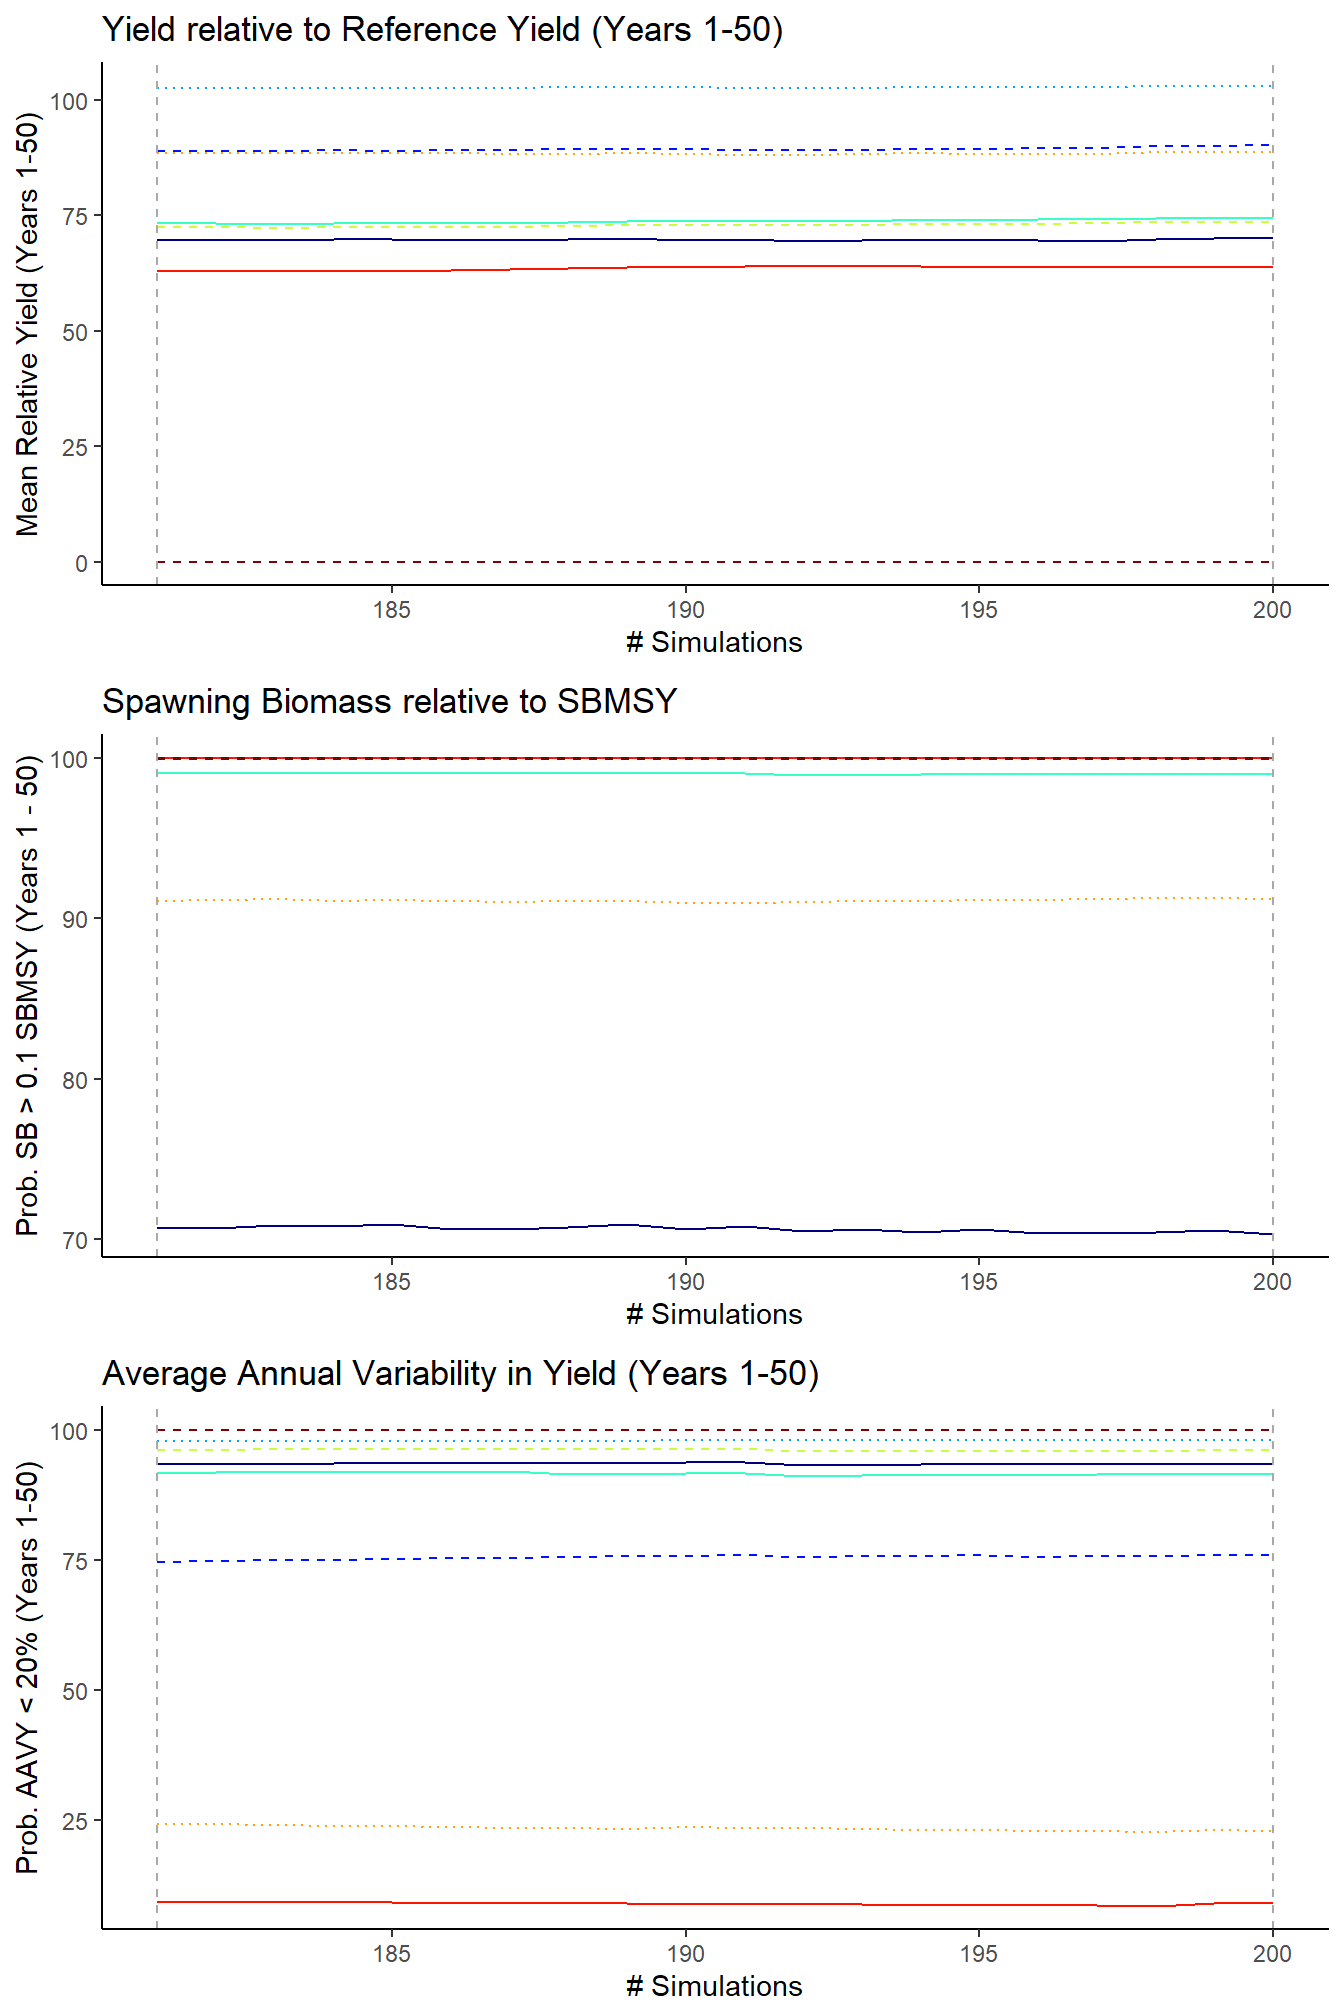 Yield relative to Reference Yield (Years 1-50)
Mean Relative Yield (Years 1-50)
100
75
50
25
0
185 190 195 200
# Simulations
Spawning Biomass relative to SBMSY
Prob. SB > 0.1 SBMSY (Years 1 - 50)
100
90
80
70
185 190 195 200
# Simulations
Average Annual Variability in Yield (Years 1-50)
Prob. AAVY < 20% (Years 1-50)
100
75
50
25
185 190 195 200
# Simulations